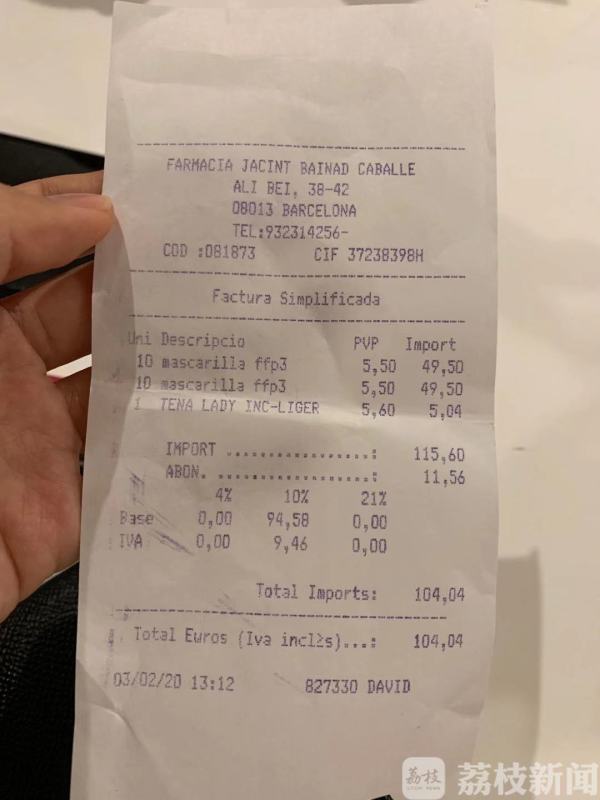 FARMACIA JACINT BAINAD CABALLE
ALI BEI, 38-42
08013 BARCELONA
TEL:932314256-
COD :081873 CIF 37238398H
Factura Simplificada
Uni Descripcio PVP Import
10 mascarilla ffp3 5,50 49,50
10 mascarilla ffp3 5,50 49,50
1 TENA LADY INC-LIGER 5,60 5,04
IMPORT ...................: 115,60
ABON. ....................: 11,56
4% 10% 21%
Base 0,00 94,58 0,00
IVA 0,00 9,46 0,00
Total Imports: 104,04
Total Euros (Iva incl2s)...: 104,04
03/02/20 13:12 827330 DAVID
荔枝 荔枝新闻